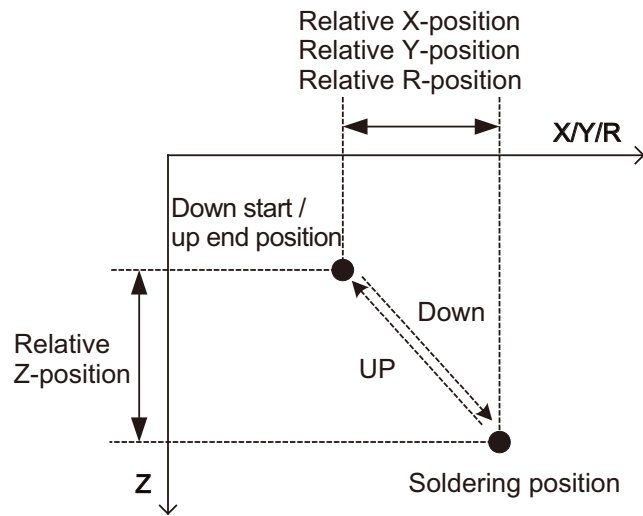 Relative X-position
Relative Y-position
Relative R-position
X/Y/R
Down start /
up end position
Down
Relative
Z-position
UP
Z
Soldering position